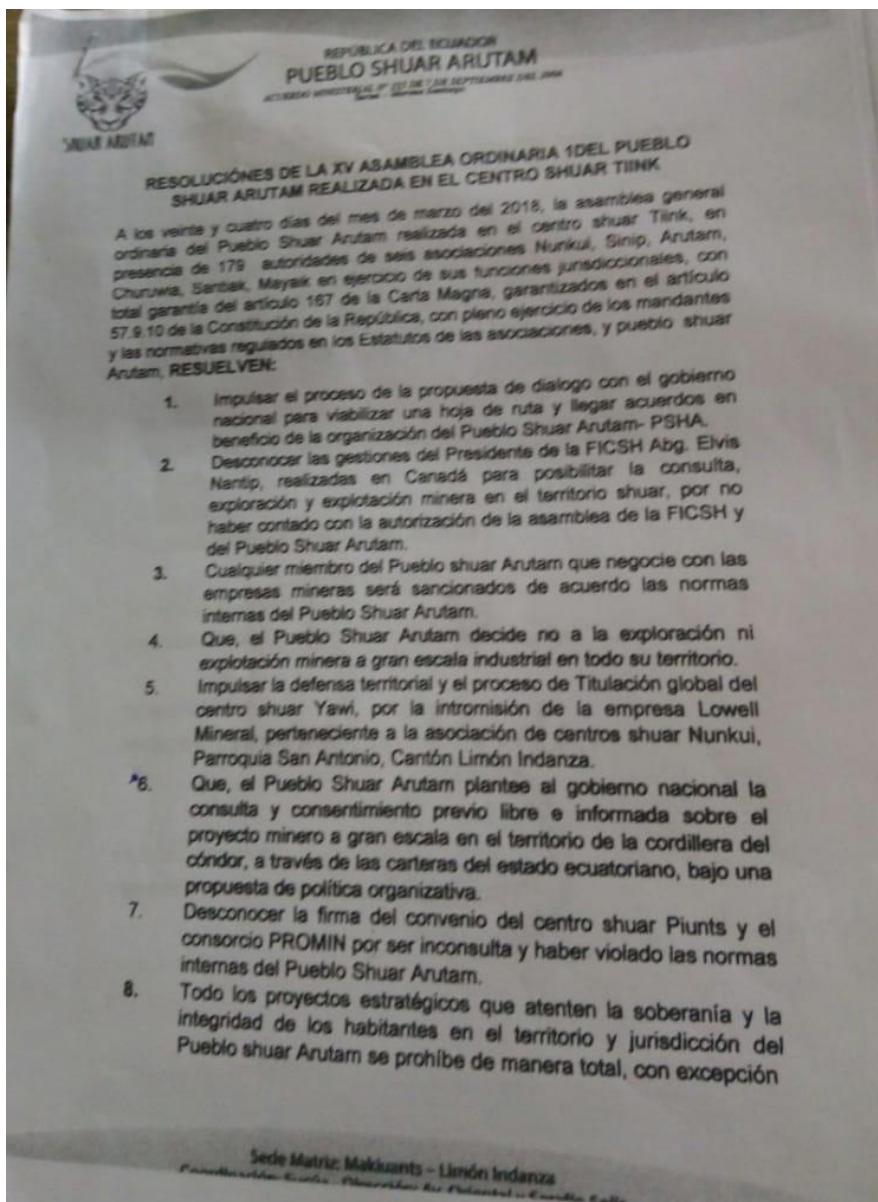 REPÚBLICA DEL ECUADOR
PUEBLO SHUAR ARUTAM
ACUERDO MINISTERIAL Nº DE 7 DE SEPTIEMBRE DEL 2006
SHUAR ARUTAM
RESOLUCIÓNES DE LA XV ASAMBLEA ORDINARIA 1DEL PUEBLO
SHUAR ARUTAM REALIZADA EN EL CENTRO SHUAR TIINK
A los veinte y cuatro días del mes de marzo del 2018, la asamblea general
ordinaria del Pueblo Shuar Arutam realizada en el centro shuar Tiink, en
presencia de 179 autoridades de seis asociaciones Nunkui, Sinip, Arutam,
Churuwia, Santiak, Mayaik en ejercicio de sus funciones jurisdiccionales, con
total garantía del artículo 167 de la Carta Magna, garantizados en el artículo
57.9.10 de la Constitución de la República, con pleno ejercicio de los mandantes
y las normativas regulados en los Estatutos de las asociaciones, y pueblo shuar
Arutam, RESUELVEN:
1. Impulsar el proceso de la propuesta de dialogo con el gobierno
nacional para viabilizar una hoja de ruta y llegar acuerdos en
beneficio de la organización del Pueblo Shuar Arutam- PSHA.
2. Desconocer las gestiones del Presidente de la FICSH Abg. Elvis
Nantip, realizadas en Canadá para posibilitar la consulta,
exploración y explotación minera en el territorio shuar, por no
haber contado con la autorización de la asamblea de la FICSH y
del Pueblo Shuar Arutam.
3. Cualquier miembro del Pueblo shuar Arutam que negocie con las
empresas mineras será sancionados de acuerdo las normas
internas del Pueblo Shuar Arutam.
4. Que, el Pueblo Shuar Arutam decide no a la exploración ni
explotación minera a gran escala industrial en todo su territorio.
5. Impulsar la defensa territorial y el proceso de Titulación global del
centro shuar Yawi, por la intromisión de la empresa Lowell
Mineral, perteneciente a la asociación de centros shuar Nunkui,
Parroquia San Antonio, Cantón Limón Indanza.
6. Que, el Pueblo Shuar Arutam plantee al gobierno nacional la
consulta y consentimiento previo libre e informada sobre el
proyecto minero a gran escala en el territorio de la cordillera del
cóndor, a través de las carteras del estado ecuatoriano, bajo una
propuesta de política organizativa.
7. Desconocer la firma del convenio del centro shuar Piunts y el
consorcio PROMIN por ser inconsulta y haber violado las normas
internas del Pueblo Shuar Arutam.
8. Todo los proyectos estratégicos que atenten la soberanía y la
integridad de los habitantes en el territorio y jurisdicción del
Pueblo shuar Arutam se prohíbe de manera total, con excepción
Sede Matriz: Makiuants – Limón Indanza